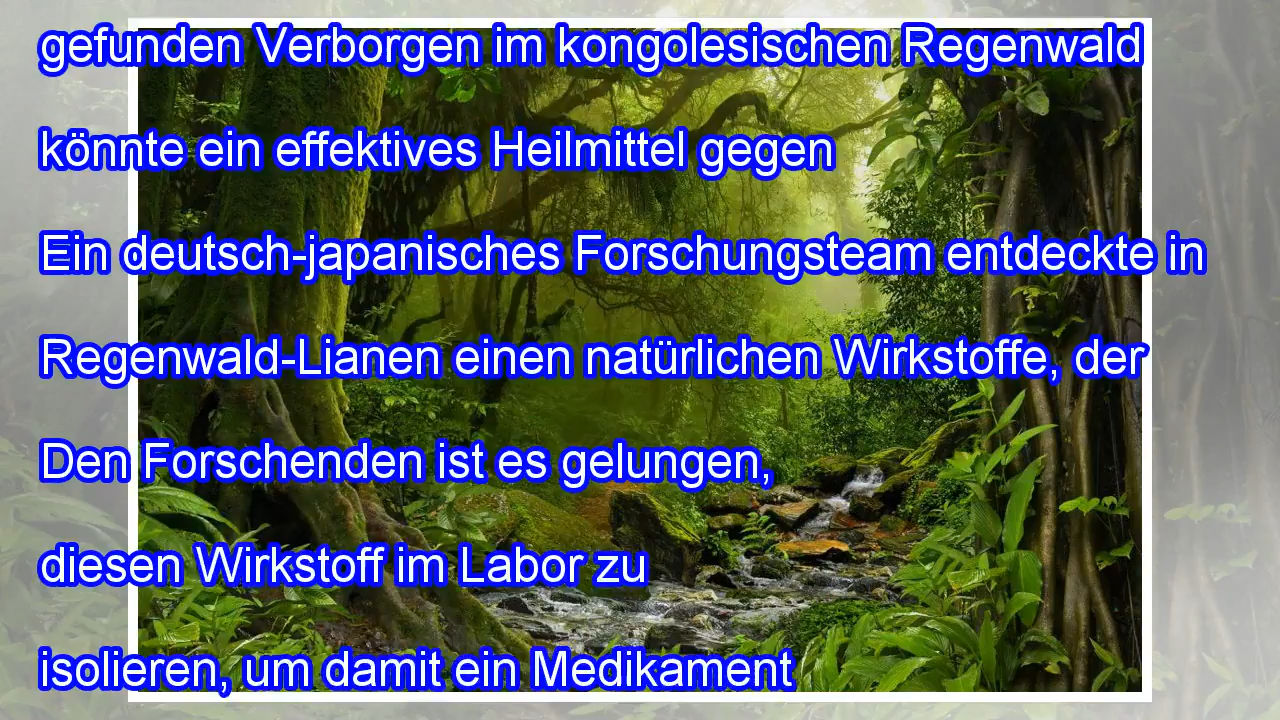 gefunden Verborgen im kongolesischen Regenwald
könnte ein effektives Heilmittel gegen
Ein deutsch-japanisches Forschungsteam entdeckte in
Regenwald-Lianen einen natürlichen Wirkstoffe, der
Den Forschenden ist es gelungen,
diesen Wirkstoff im Labor zu
isolieren, um damit ein Medikament